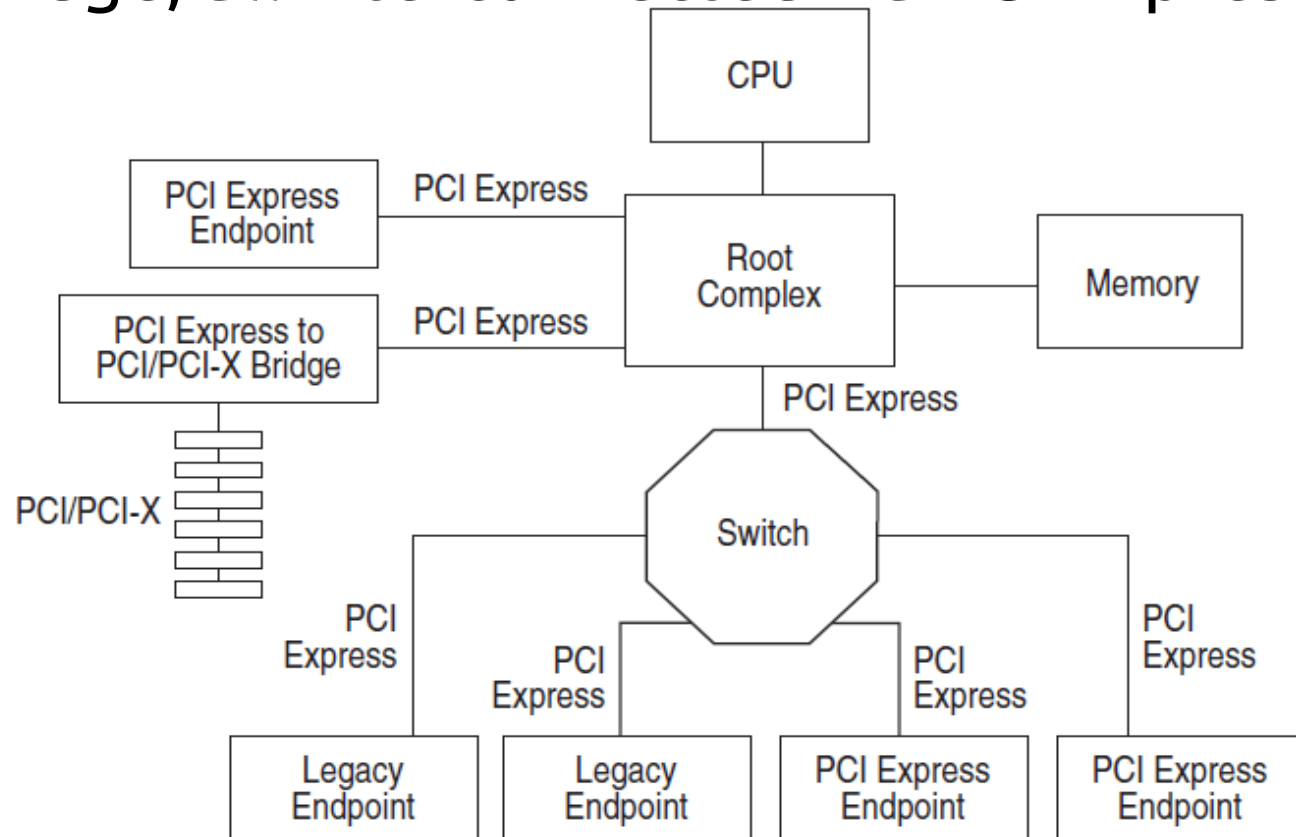 CPU
PCI Express
Endpoint
PCI Express
Root
Complex
Memory
PCI Express to
PCI/PCI-X Bridge
PCI Express
PCI Express
PCI/PCI-X
Switch
PCI
Express
PCI
Express
PCI
Express
PCI
Express
Legacy
Endpoint
Legacy
Endpoint
PCI Express
Endpoint
PCI Express
Endpoint